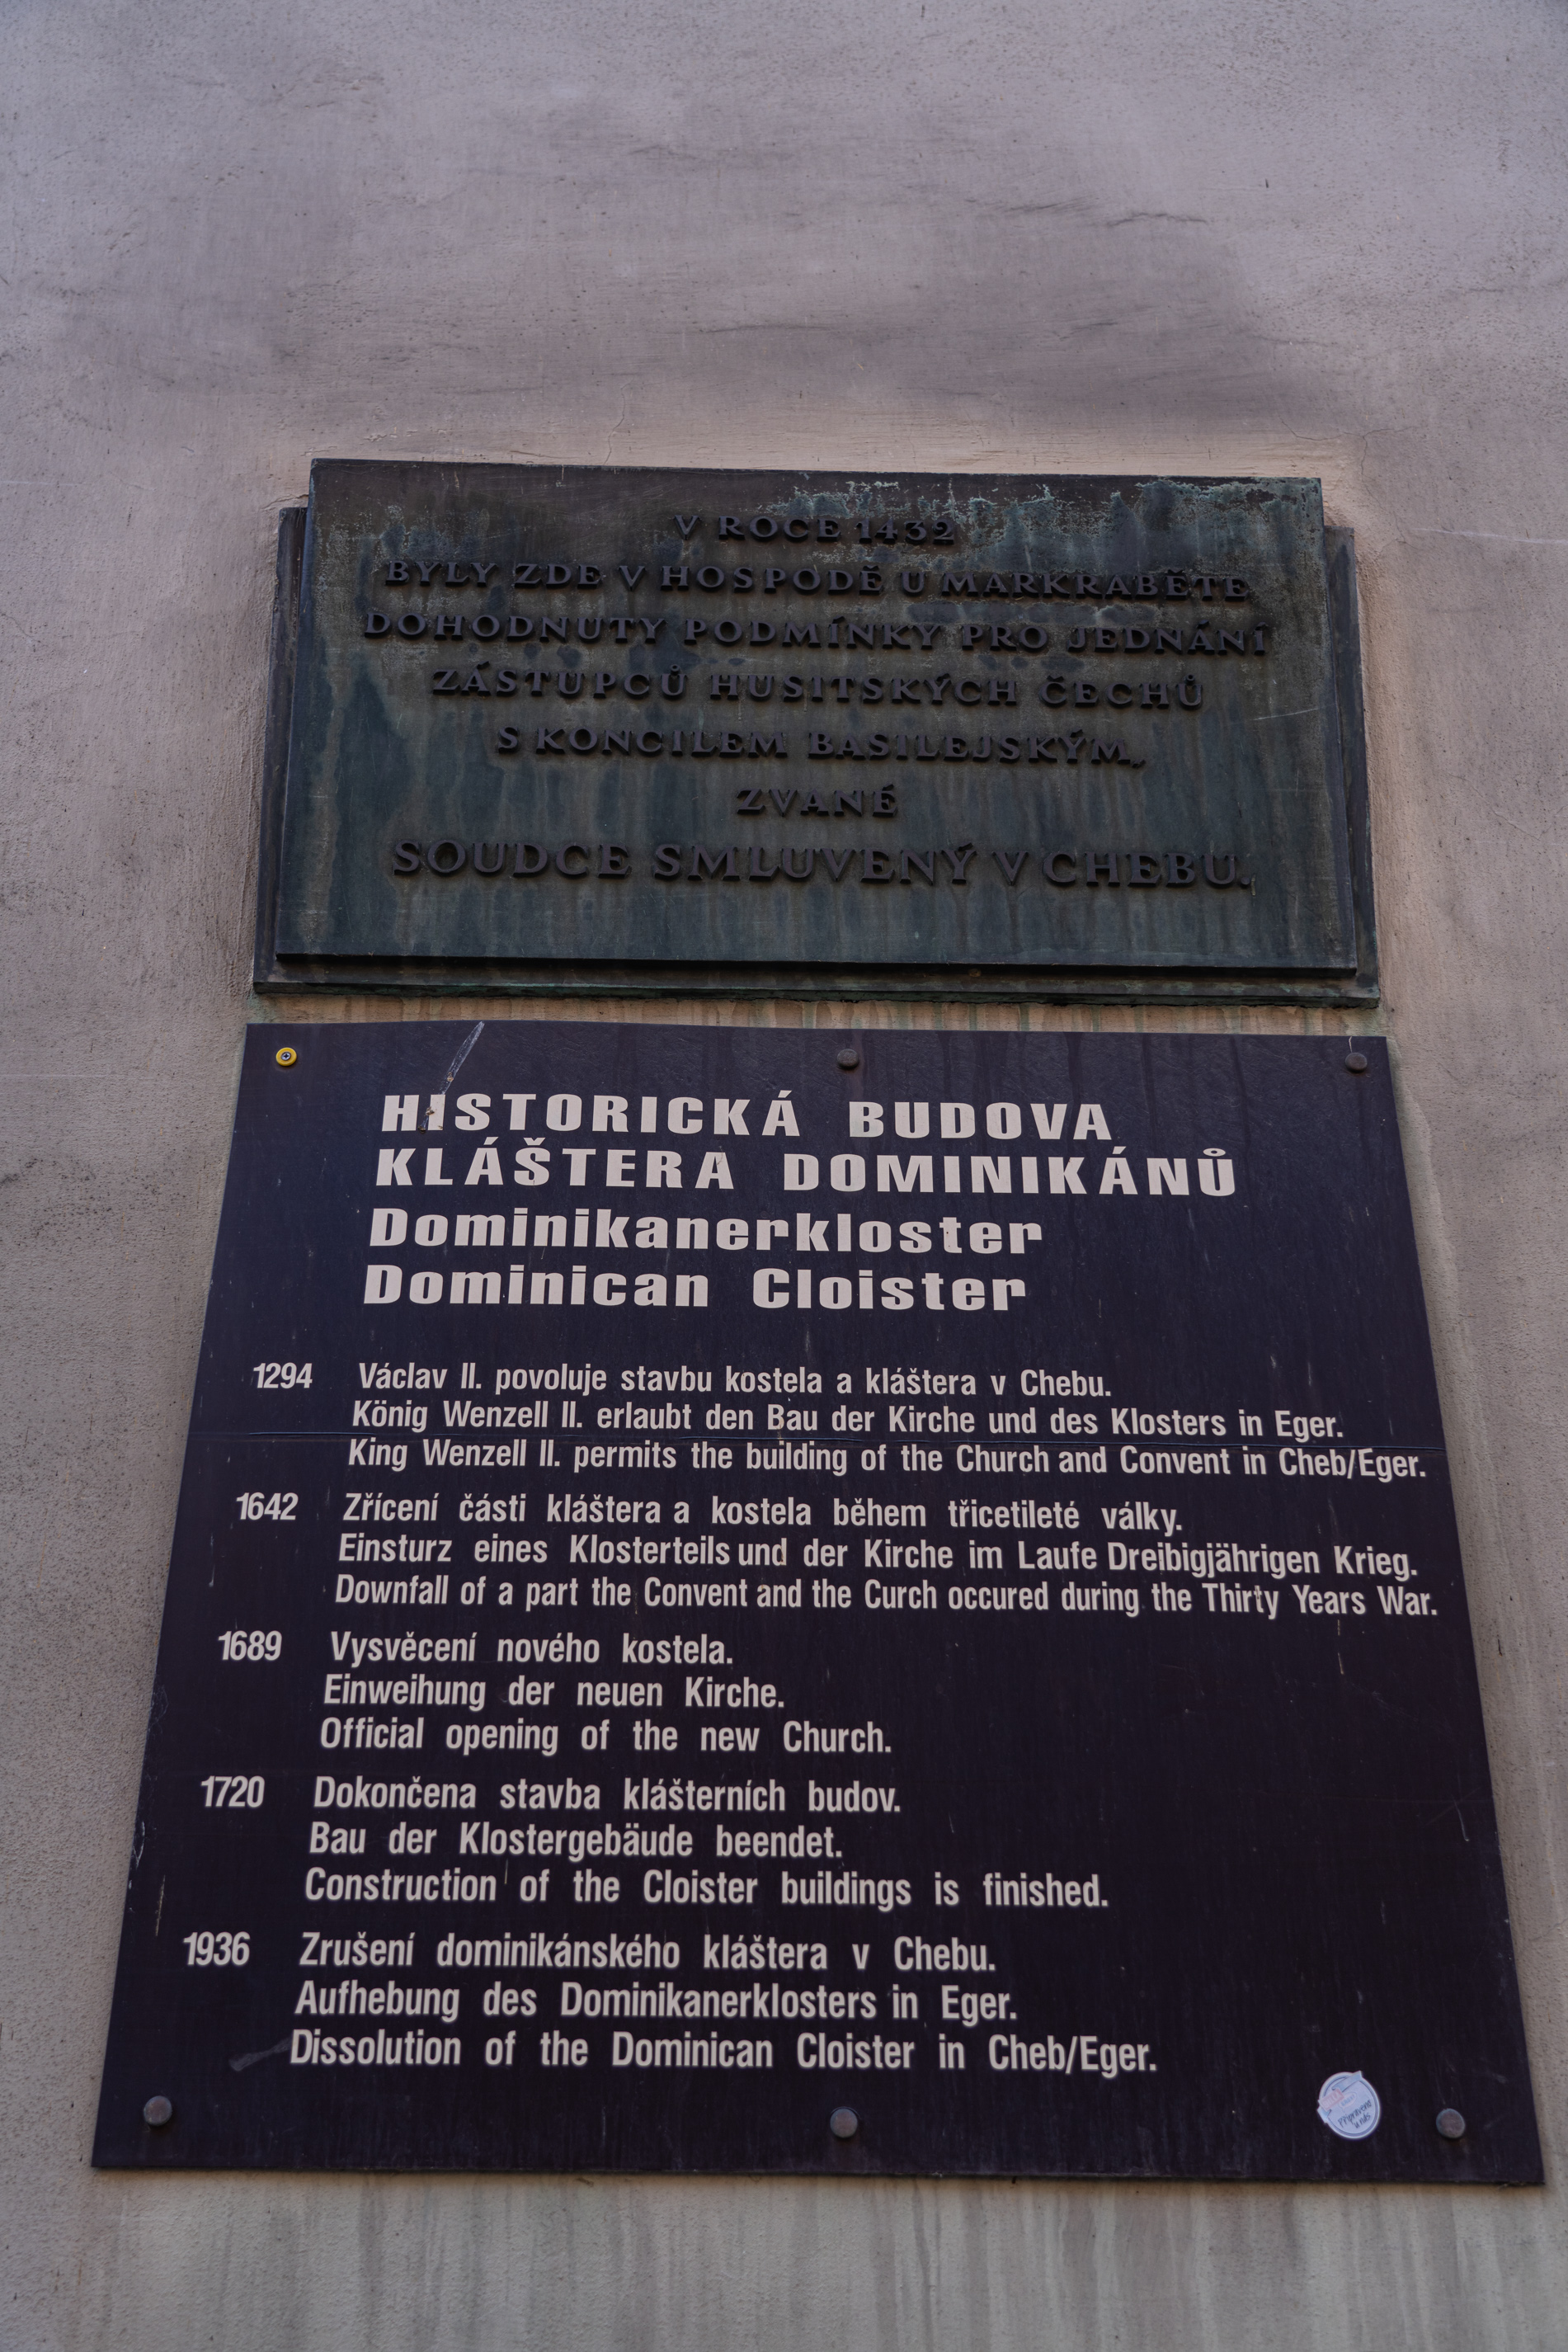 V ROCE 1432
BYLY ZDE V HOSPODĚ U MARKRABĚTE
DOHODNUTY PODMÍNKY PRO JEDNÁNÍ
ZÁSTUPCŮ HUSITSKÝCH ČECHŮ
S KONCILEM BASILEJSKÝM,
ZVANÉ
SOUDCE SMLUVENÝ V CHEBU.
HISTORICKÁ BUDOVA
KLÁŠTERA DOMINIKÁNŮ
Dominikanerkloster
Dominican Cloister
1294 Václav II. povoluje stavbu kostela a kláštera v Chebu.
König Wenzell II. erlaubt den Bau der Kirche und des Klosters in Eger.
King Wenzell II. permits the building of the Church and Convent in Cheb/Eger.
1642 Zřícení části kláštera a kostela během třicetileté války.
Einsturz eines Klosterteils und der Kirche im Laufe Dreibigjährigen Krieg.
Downfall of a part the Convent and the Curch occured during the Thirty Years War.
1689 Vysvěcení nového kostela.
Einweihung der neuen Kirche.
Official opening of the new Church.
1720 Dokončena stavba klášterních budov.
Bau der Klostergebäude beendet.
Construction of the Cloister buildings is finished.
1936 Zrušení dominikánského kláštera v Chebu.
Aufhebung des Dominikanerklosters in Eger.
Dissolution of the Dominican Cloister in Cheb/Eger.